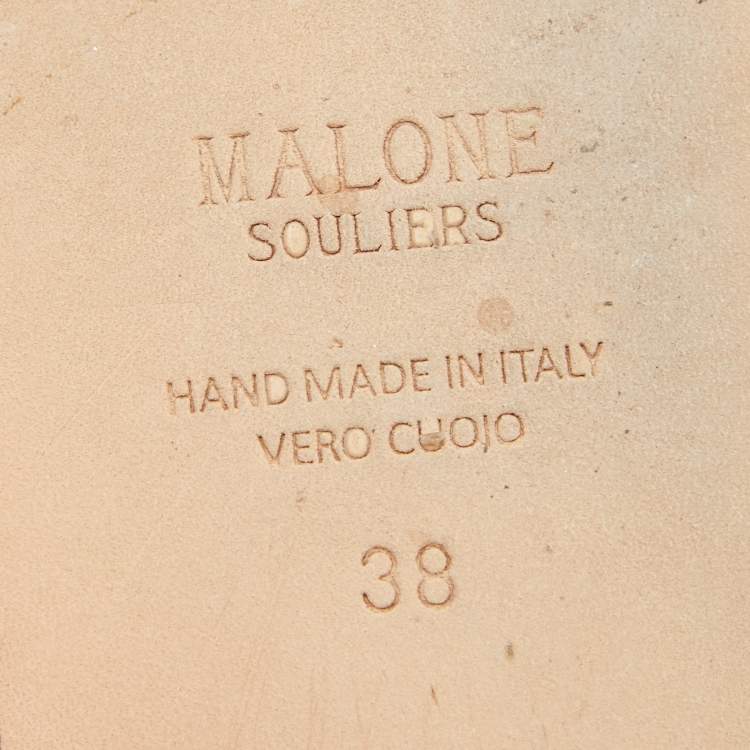 MALONE
SOULIERS
HAND MADE IN ITALY
VERO CUOJO
38